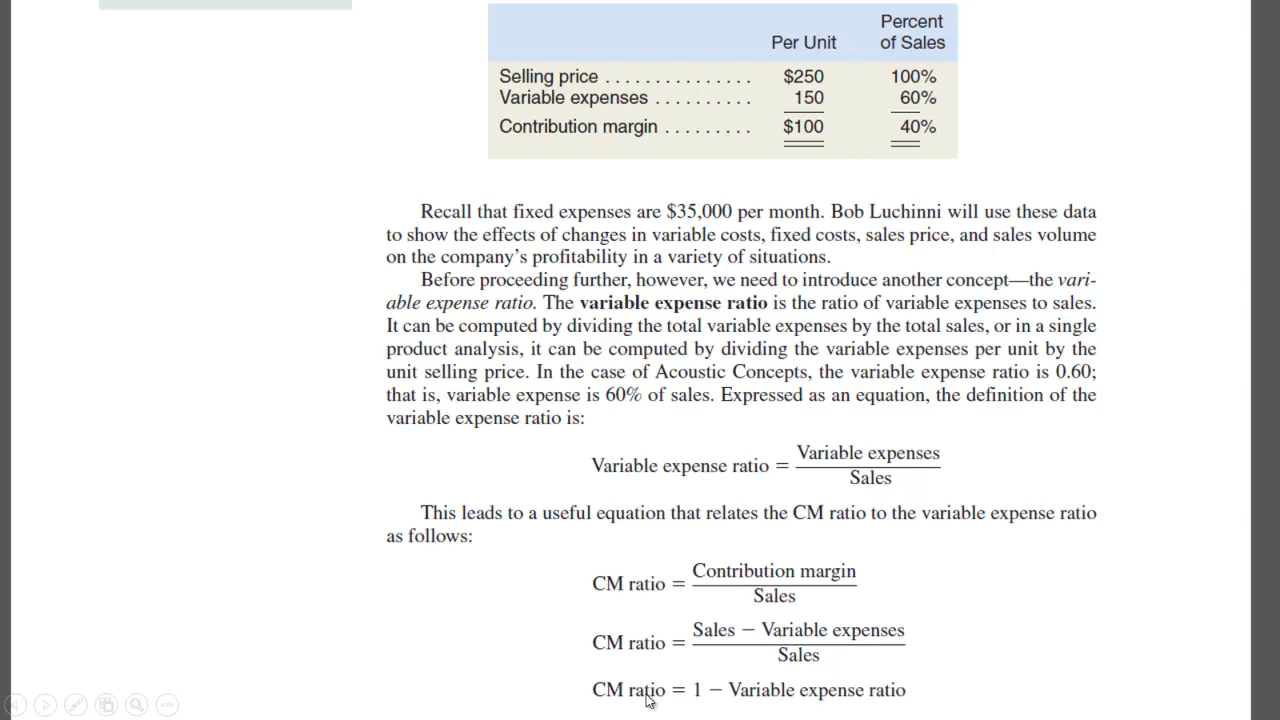 Percent
Per Unit of Sales
Selling price . . . . . . . . . . . . . . . $250 100%
Variable expenses . . . . . . . . . . 150 60%
Contribution margin . . . . . . . . . $100 40%
Recall that fixed expenses are $35,000 per month. Bob Luchinni will use these data
to show the effects of changes in variable costs, fixed costs, sales price, and sales volume
on the company's profitability in a variety of situations.
Before proceeding further, however, we need to introduce another concept—the vari-
able expense ratio. The variable expense ratio is the ratio of variable expenses to sales.
It can be computed by dividing the total variable expenses by the total sales, or in a single
product analysis, it can be computed by dividing the variable expenses per unit by the
unit selling price. In the case of Acoustic Concepts, the variable expense ratio is 0.60;
that is, variable expense is 60% of sales. Expressed as an equation, the definition of the
variable expense ratio is:
Variable expense ratio = Variable expenses
Sales
This leads to a useful equation that relates the CM ratio to the variable expense ratio
as follows:
CM ratio = Contribution margin
Sales
CM ratio = Sales − Variable expenses
Sales
CM ratio = 1 − Variable expense ratio